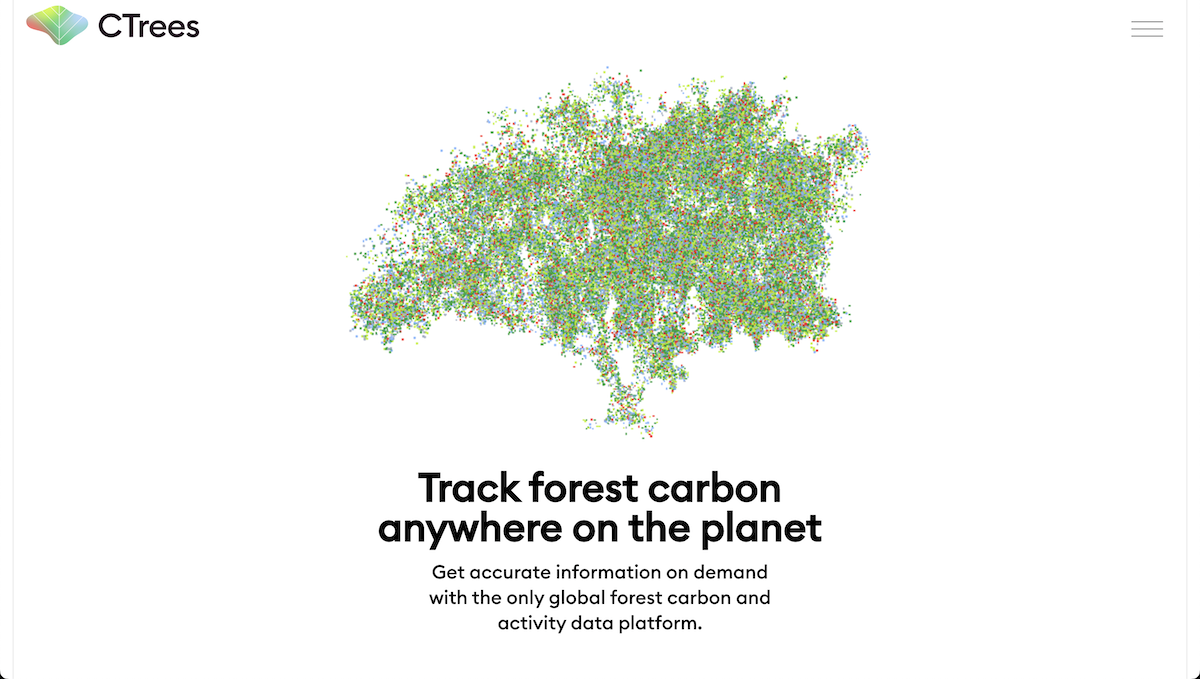 CTrees
Track forest carbon
anywhere on the planet
Get accurate information on demand
with the only global forest carbon and
activity data platform.